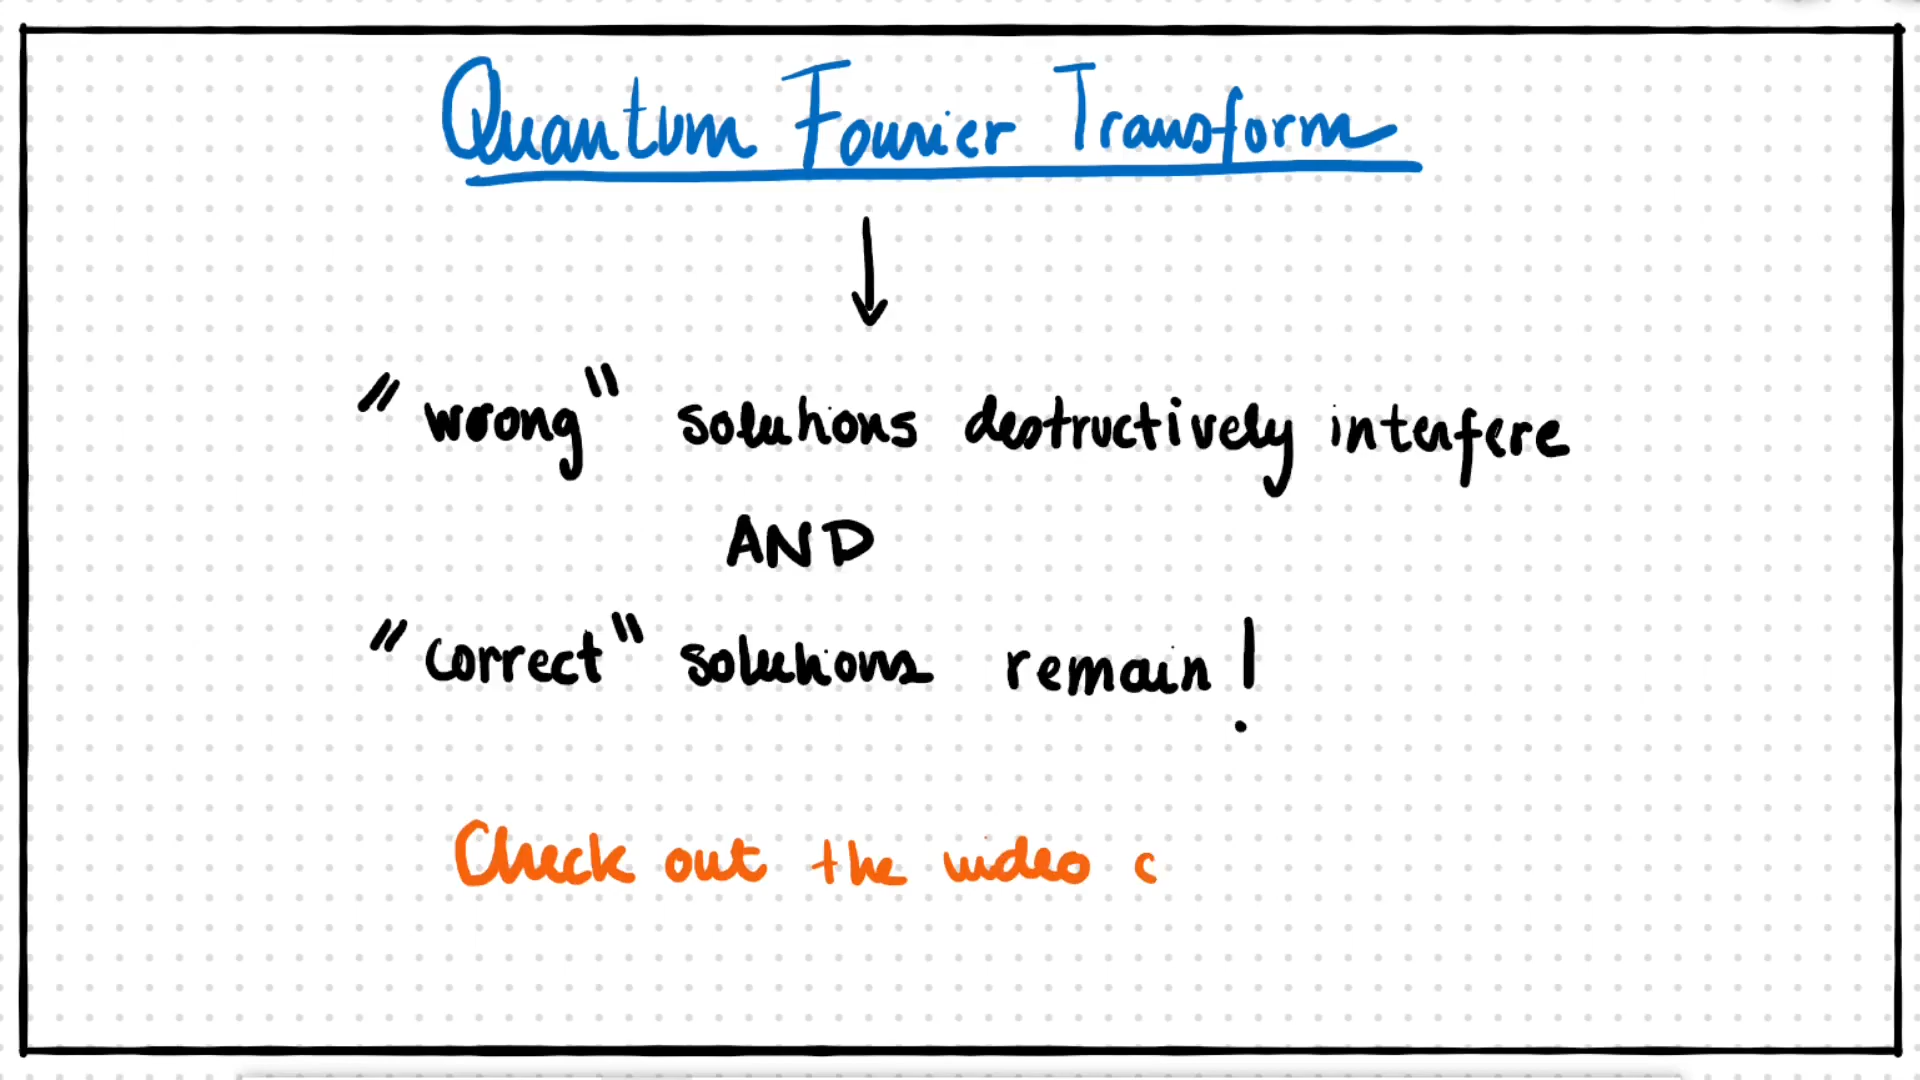 Quantum Fourier Transform
"wrong" solutions destructively interfere
AND
"correct" solutions remain!
Check out the video c